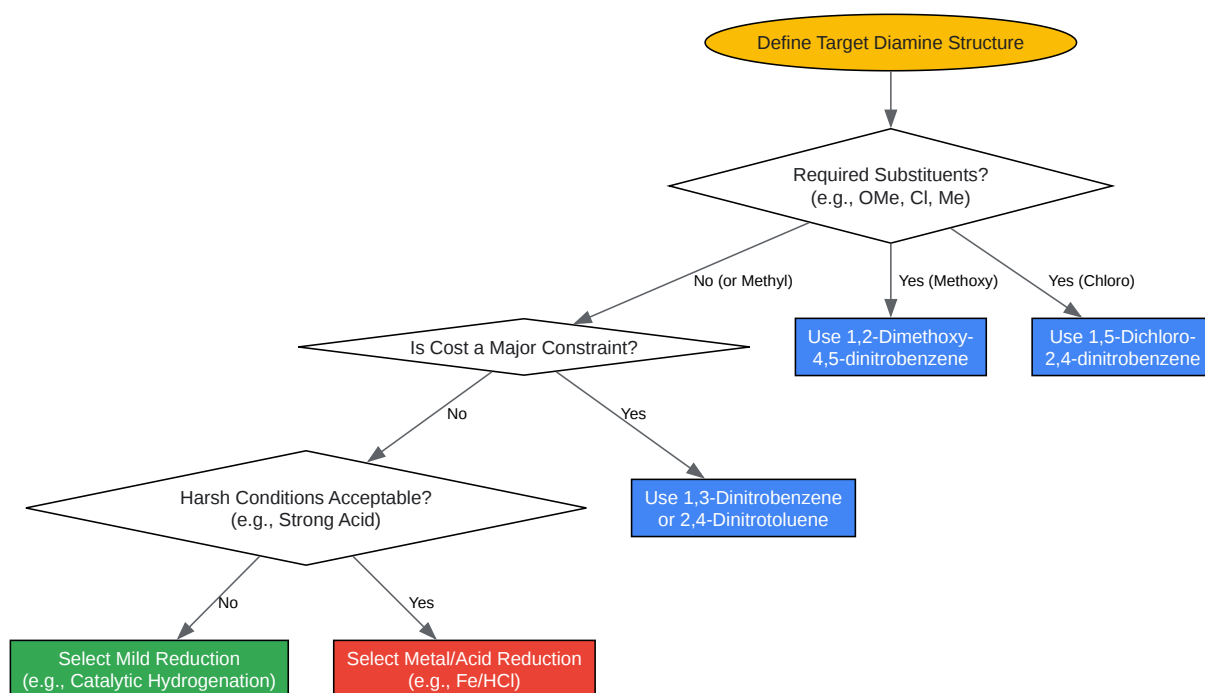 Define Target Diamine Structure
Required Substituents?
(e.g., OMe, Cl, Me)
No (or Methyl)
Yes (Methoxy)
Yes (Chloro)
Is Cost a Major Constraint?
Use 1,2-Dimethoxy-
4,5-dinitrobenzene
Use 1,5-Dichloro-
2,4-dinitrobenzene
No
Yes
Harsh Conditions Acceptable?
(e.g., Strong Acid)
Use 1,3-Dinitrobenzene
or 2,4-Dinitrotoluene
No
Yes
Select Mild Reduction
(e.g., Catalytic Hydrogenation)
Select Metal/Acid Reduction
(e.g., Fe/HCl)